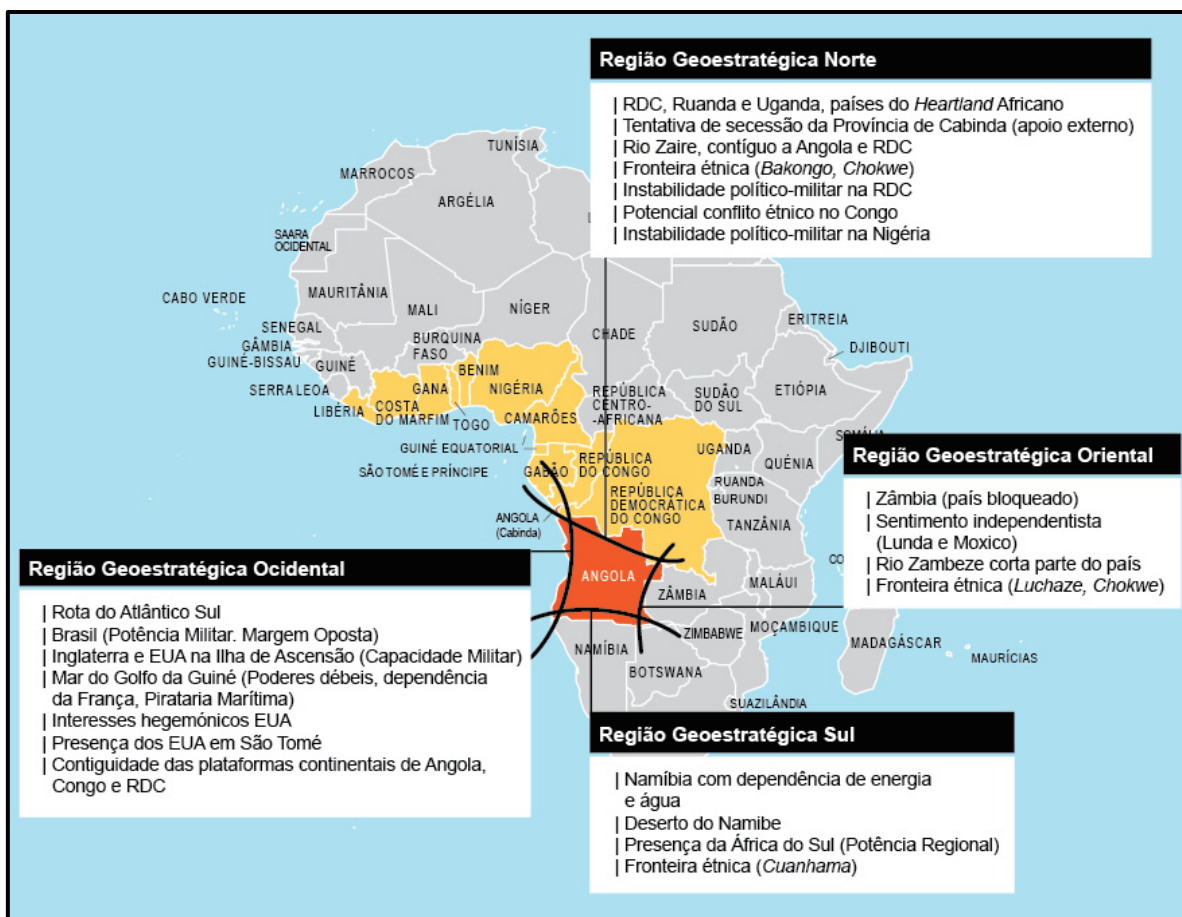 Região Geoestratégica Norte
| RDC, Ruanda e Uganda, países do Heartland Africano
| Tentativa de secessão da Província de Cabinda (apoio externo)
| Rio Zaire, contíguo a Angola e RDC
| Fronteira étnica (Bakongo, Chokwe)
| Instabilidade político-militar na RDC
| Potencial conflito étnico no Congo
| Instabilidade político-militar na Nigéria
TUNÍSIA
MARROCOS
ARGÉLIA
SAARA
OCIDENTAL
MAURITÂNIA
CABO VERDE
MALI
NÍGER
CHADE
SUDÃO
ERITREIA
SENEGAL
GÂMBIA
GUINÉ-BISSAU
GUINÉ
BURQUINA
FASO
DJIBOUTI
SERRA LEOA
LIBÉRIA
COSTA
DO MARFIM
GANA
TOGO
BENIM
NIGÉRIA
CAMARÕES
REPÚBLICA
CENTRO-
-AFRICANA
SUDÃO
DO SUL
ETIÓPIA
GUINÉ EQUATORIAL
SÃO TOMÉ E PRÍNCIPE
GABÃO
REPÚBLICA
DO CONGO
UGANDA
QUÉNIA
SOMÁLIA
REPÚBLICA
DEMOCRÁTICA
DO CONGO
RUANDA
BURUNDI
TANZÂNIA
ANGOLA
(Cabinda)
Região Geoestratégica Oriental
| Zâmbia (país bloqueado)
| Sentimento independentista
(Lunda e Moxico)
| Rio Zambeze corta parte do país
| Fronteira étnica (Luchaze, Chokwe)
ANGOLA
ZÂMBIA
MALÁUI
CO
MOÇAMBIQUE
ZIMBABWE
NAMÍBIA
BOTSWANA
MADAGÁSCAR
MAURÍCIAS
SUAZILÂNDIA
Região Geoestratégica Ocidental
| Rota do Atlântico Sul
| Brasil (Potência Militar. Margem Oposta)
| Inglaterra e EUA na Ilha de Ascensão (Capacidade Militar)
| Mar do Golfo da Guiné (Poderes débeis, dependência
da França, Pirataria Marítima)
| Interesses hegemónicos EUA
| Presença dos EUA em São Tomé
| Contiguidade das plataformas continentais de Angola,
Congo e RDC
Região Geoestratégica Sul
| Namíbia com dependência de energia
e água
| Deserto do Namibe
| Presença da África do Sul (Potência Regional)
| Fronteira étnica (Cuanhama)